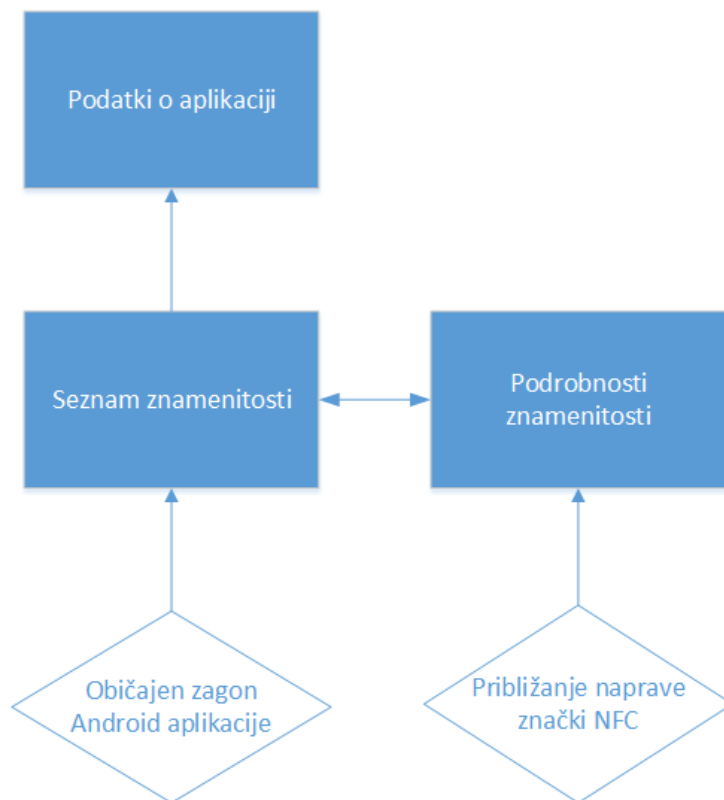 Podatki o aplikaciji
Seznam znamenitosti
Podrobnosti
znamenitosti
Običajen zagon
Android aplikacije
Približanje naprave
znački NFC